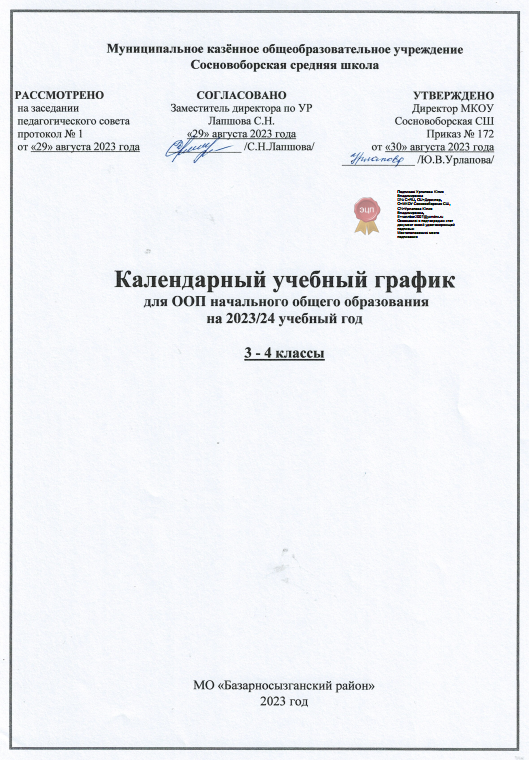 Муниципальное казённое общеобразовательное учреждение
Сосновоборская средняя школа
РАССМОТРЕНО
на заседании
педагогического совета
протокол № 1
от «29» августа 2023 года
СОГЛАСОВАНО
Заместитель директора по УР
Лапшова С.Н.
«29» августа 2023 года
/С.Н.Лапшова/
УТВЕРЖДЕНО
Директор МКОУ
Сосновоборская СШ
Приказ № 172
от «30» августа 2023 года
Урлапова /Ю.В.Урлапова/
ЭЦП
Календарный учебный график
для ООП начального общего образования
на 2023/24 учебный год
3 - 4 классы
МО «Базарносызганский район»
2023 год